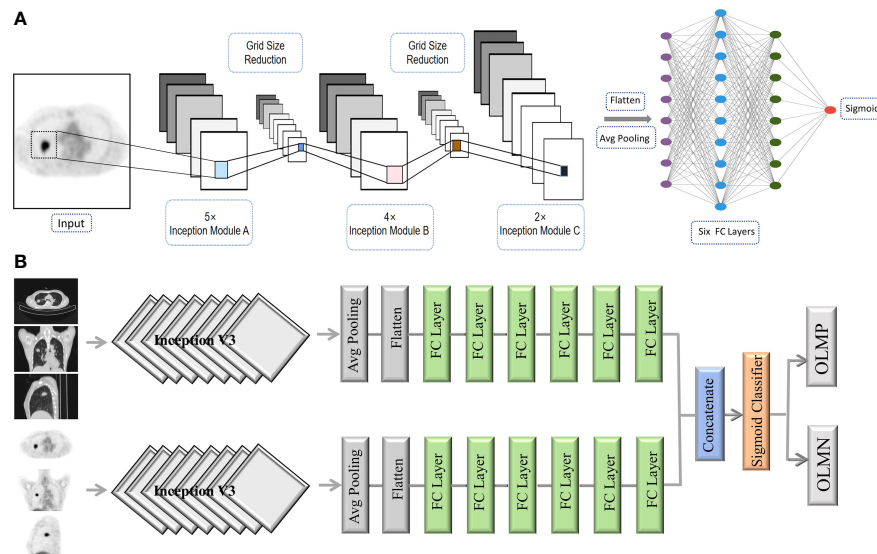 A
Grid Size
Reduction
Grid Size
Reduction
Flatten
Avg Pooling
Sigmoid
Input
5×
Inception Module A
4×
Inception Module B
2×
Inception Module C
Six FC Layers
B
Inception V3
Avg Pooling
Flatten
FC Layer
FC Layer
FC Layer
FC Layer
FC Layer
FC Layer
Inception V3
Avg Pooling
Flatten
FC Layer
FC Layer
FC Layer
FC Layer
FC Layer
FC Layer
Concatenate
Sigmoid Classifier
OLMP
OLMN